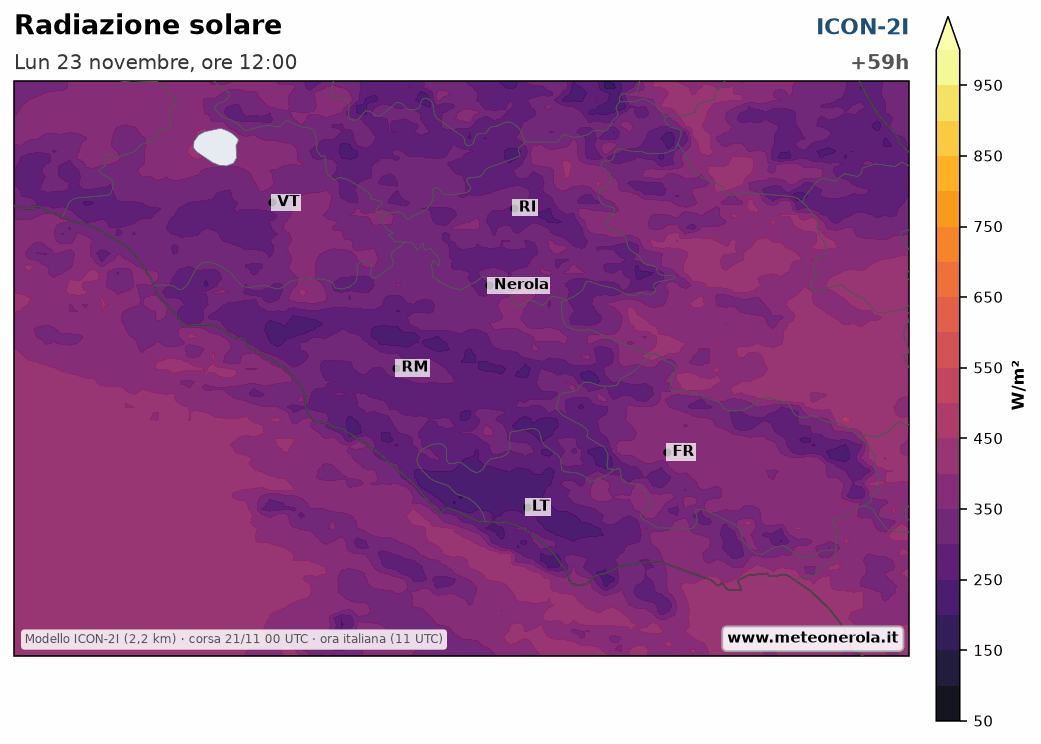 Radiazione solare
ICON-2I
Lun 23 novembre, ore 12:00
+59h
VT
RI
Nerola
RM
FR
LT
950
850
750
650
550
450
350
250
150
50
W/m²
Modello ICON-2I (2,2 km) · corsa 21/11 00 UTC · ora italiana (11 UTC)
www.meteonerola.it